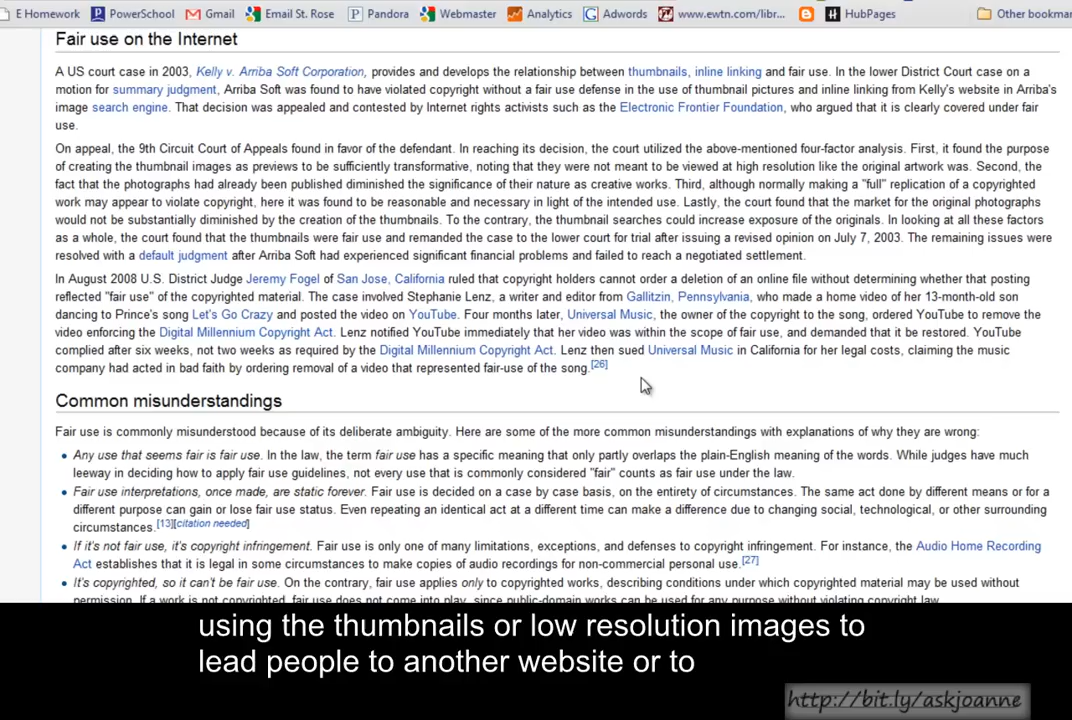 E Homework PowerSchool Gmail Email St. Rose Pandora Webmaster Analytics Adwords www.ewtn.com/libr... HubPages Other bookmar
Fair use on the Internet
A US court case in 2003, Kelly v. Arriba Soft Corporation, provides and develops the relationship between thumbnails, inline linking and fair use. In the lower District Court case on a
motion for summary judgment, Arriba Soft was found to have violated copyright without a fair use defense in the use of thumbnail pictures and inline linking from Kelly's website in Arriba's
image search engine. That decision was appealed and contested by Internet rights activists such as the Electronic Frontier Foundation, who argued that it is clearly covered under fair
use.
On appeal, the 9th Circuit Court of Appeals found in favor of the defendant. In reaching its decision, the court utilized the above-mentioned four-factor analysis. First, it found the purpose
of creating the thumbnail images as previews to be sufficiently transformative, noting that they were not meant to be viewed at high resolution like the original artwork was. Second, the
fact that the photographs had already been published diminished the significance of their nature as creative works. Third, although normally making a "full" replication of a copyrighted
work may appear to violate copyright, here it was found to be reasonable and necessary in light of the intended use. Lastly, the court found that the market for the original photographs
would not be substantially diminished by the creation of the thumbnails. To the contrary, the thumbnail searches could increase exposure of the originals. In looking at all these factors
as a whole, the court found that the thumbnails were fair use and remanded the case to the lower court for trial after issuing a revised opinion on July 7, 2003. The remaining issues were
resolved with a default judgment after Arriba Soft had experienced significant financial problems and failed to reach a negotiated settlement.
In August 2008 U.S. District Judge Jeremy Fogel of San Jose, California ruled that copyright holders cannot order a deletion of an online file without determining whether that posting
reflected "fair use" of the copyrighted material. The case involved Stephanie Lenz, a writer and editor from Gallitzin, Pennsylvania, who made a home video of her 13-month-old son
dancing to Prince's song Let's Go Crazy and posted the video on YouTube. Four months later, Universal Music, the owner of the copyright to the song, ordered YouTube to remove the
video enforcing the Digital Millennium Copyright Act. Lenz notified YouTube immediately that her video was within the scope of fair use, and demanded that it be restored. YouTube
complied after six weeks, not two weeks as required by the Digital Millennium Copyright Act. Lenz then sued Universal Music in California for her legal costs, claiming the music
company had acted in bad faith by ordering removal of a video that represented fair-use of the song.[26]
Common misunderstandings
Fair use is commonly misunderstood because of its deliberate ambiguity. Here are some of the more common misunderstandings with explanations of why they are wrong:
Any use that seems fair is fair use. In the law, the term fair use has a specific meaning that only partly overlaps the plain-English meaning of the words. While judges have much
leeway in deciding how to apply fair use guidelines, not every use that is commonly considered "fair" counts as fair use under the law.
Fair use interpretations, once made, are static forever. Fair use is decided on a case by case basis, on the entirety of circumstances. The same act done by different means or for a
different purpose can gain or lose fair use status. Even repeating an identical act at a different time can make a difference due to changing social, technological, or other surrounding
circumstances.[13][citation needed]
If it's not fair use, it's copyright infringement. Fair use is only one of many limitations, exceptions, and defenses to copyright infringement. For instance, the Audio Home Recording
Act establishes that it is legal in some circumstances to make copies of audio recordings for non-commercial personal use.[27]
It's copyrighted, so it can't be fair use. On the contrary, fair use applies only to copyrighted works, describing conditions under which copyrighted material may be used without
permission. If a work is not copyrighted, fair use does not come into play, since public-domain works can be used for any purpose without violating copyright law.
using the thumbnails or low resolution images to
lead people to another website or to
http://bit.ly/askjoanne